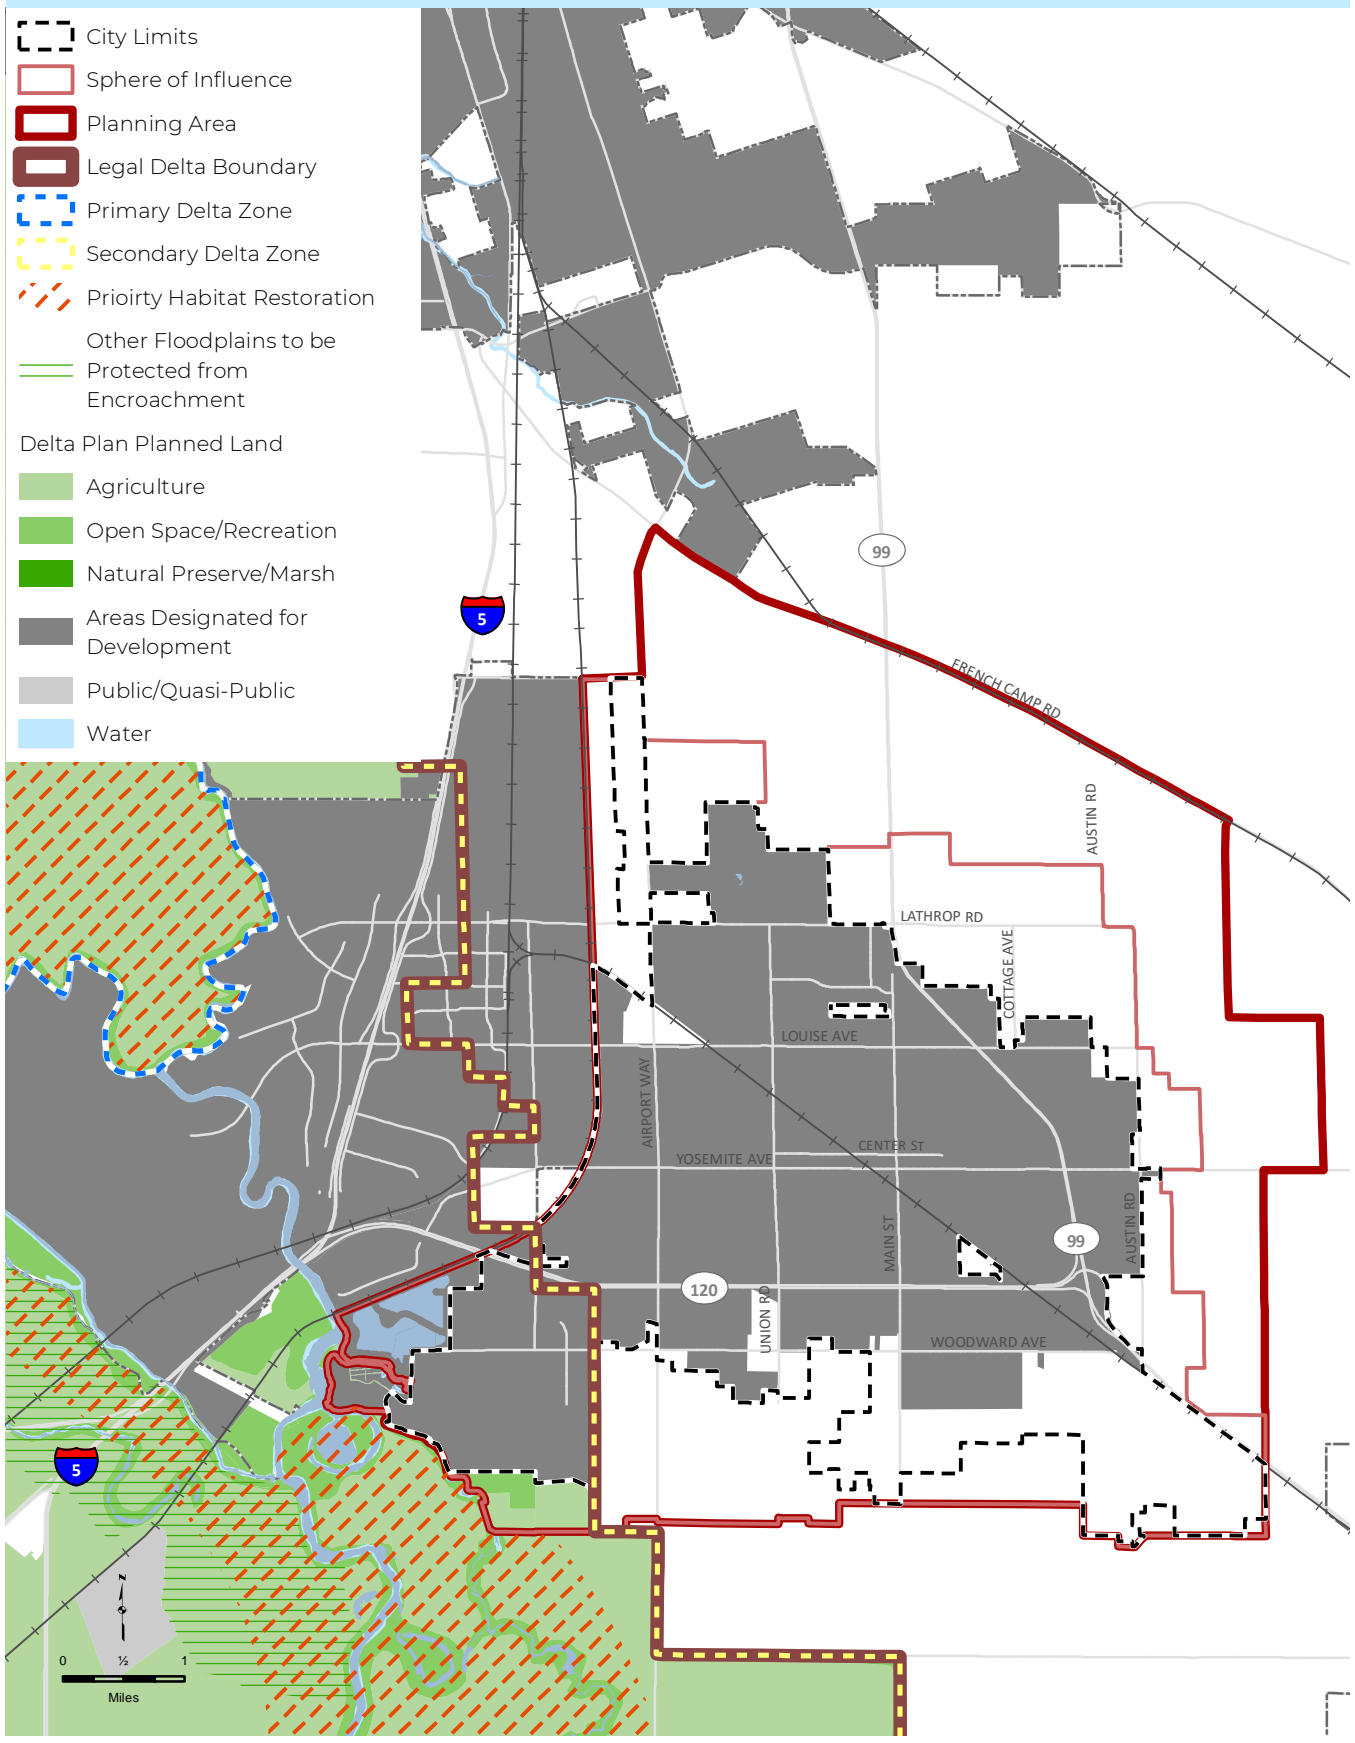 City Limits
Sphere of Influence
Planning Area
Legal Delta Boundary
Primary Delta Zone
Secondary Delta Zone
Prioirty Habitat Restoration
Other Floodplains to be
Protected from
Encroachment
Delta Plan Planned Land
Agriculture
Open Space/Recreation
Natural Preserve/Marsh
Areas Designated for
Development
Public/Quasi-Public
Water
99
5
FRENCH CAMP RD
AUSTIN RD
LATHROP RD
COTTAGE AVE
LOUISE AVE
AIRPORT WAY
CENTER ST
YOSEMITE AVE
MAIN ST
AUSTIN RD
99
120
UNION RD
WOODWARD AVE
5
Z
0 ½ 1
Miles